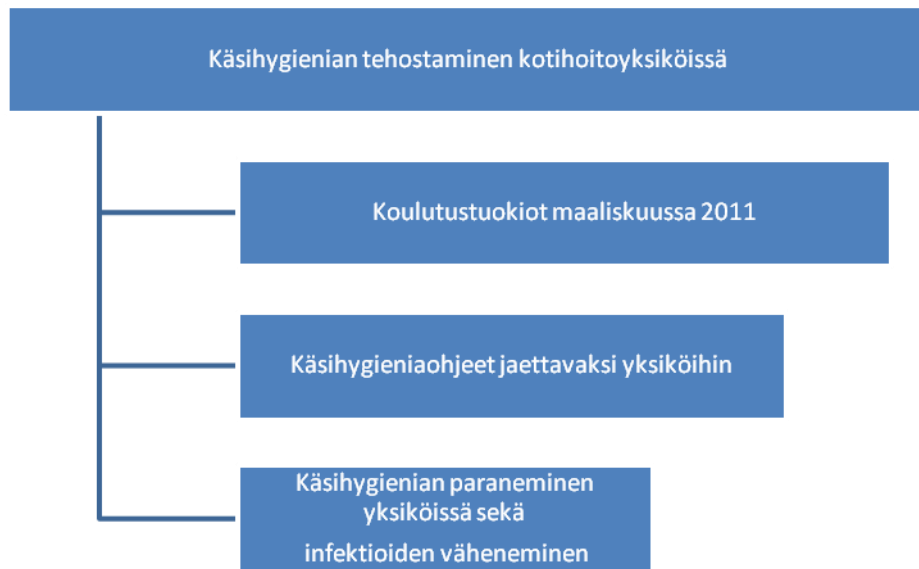 Käsihygienian tehostaminen kotihoitoyksiköissä
Koulutustuokiot maaliskuussa 2011
Käsihygieniaohjeet jaettavaksi yksiköihin
Käsihygienian paraneminen
yksiköissä sekä
infektioiden väheneminen